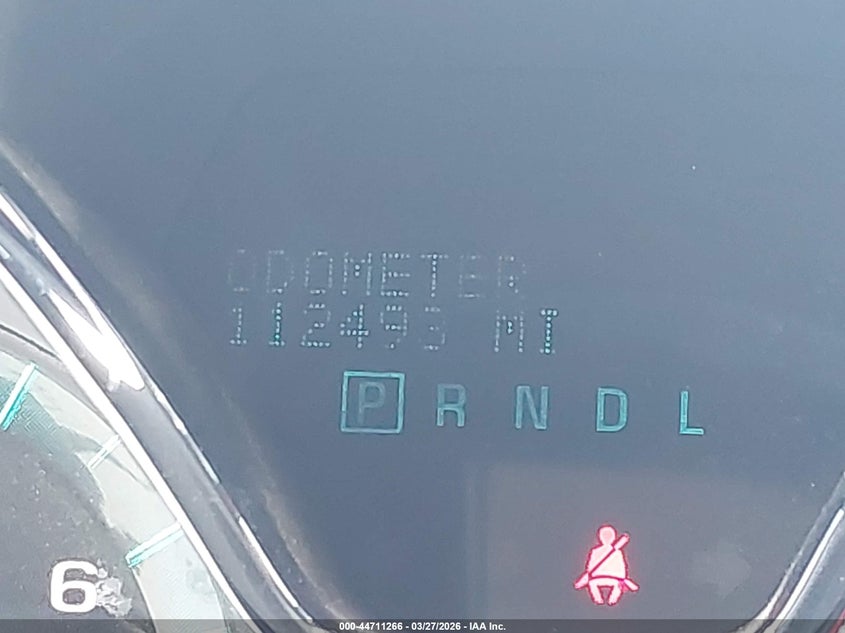 ODOMETER
112493 MI
P R N D L
6
000-44711266 - 03/27/2026 - IAA Inc.